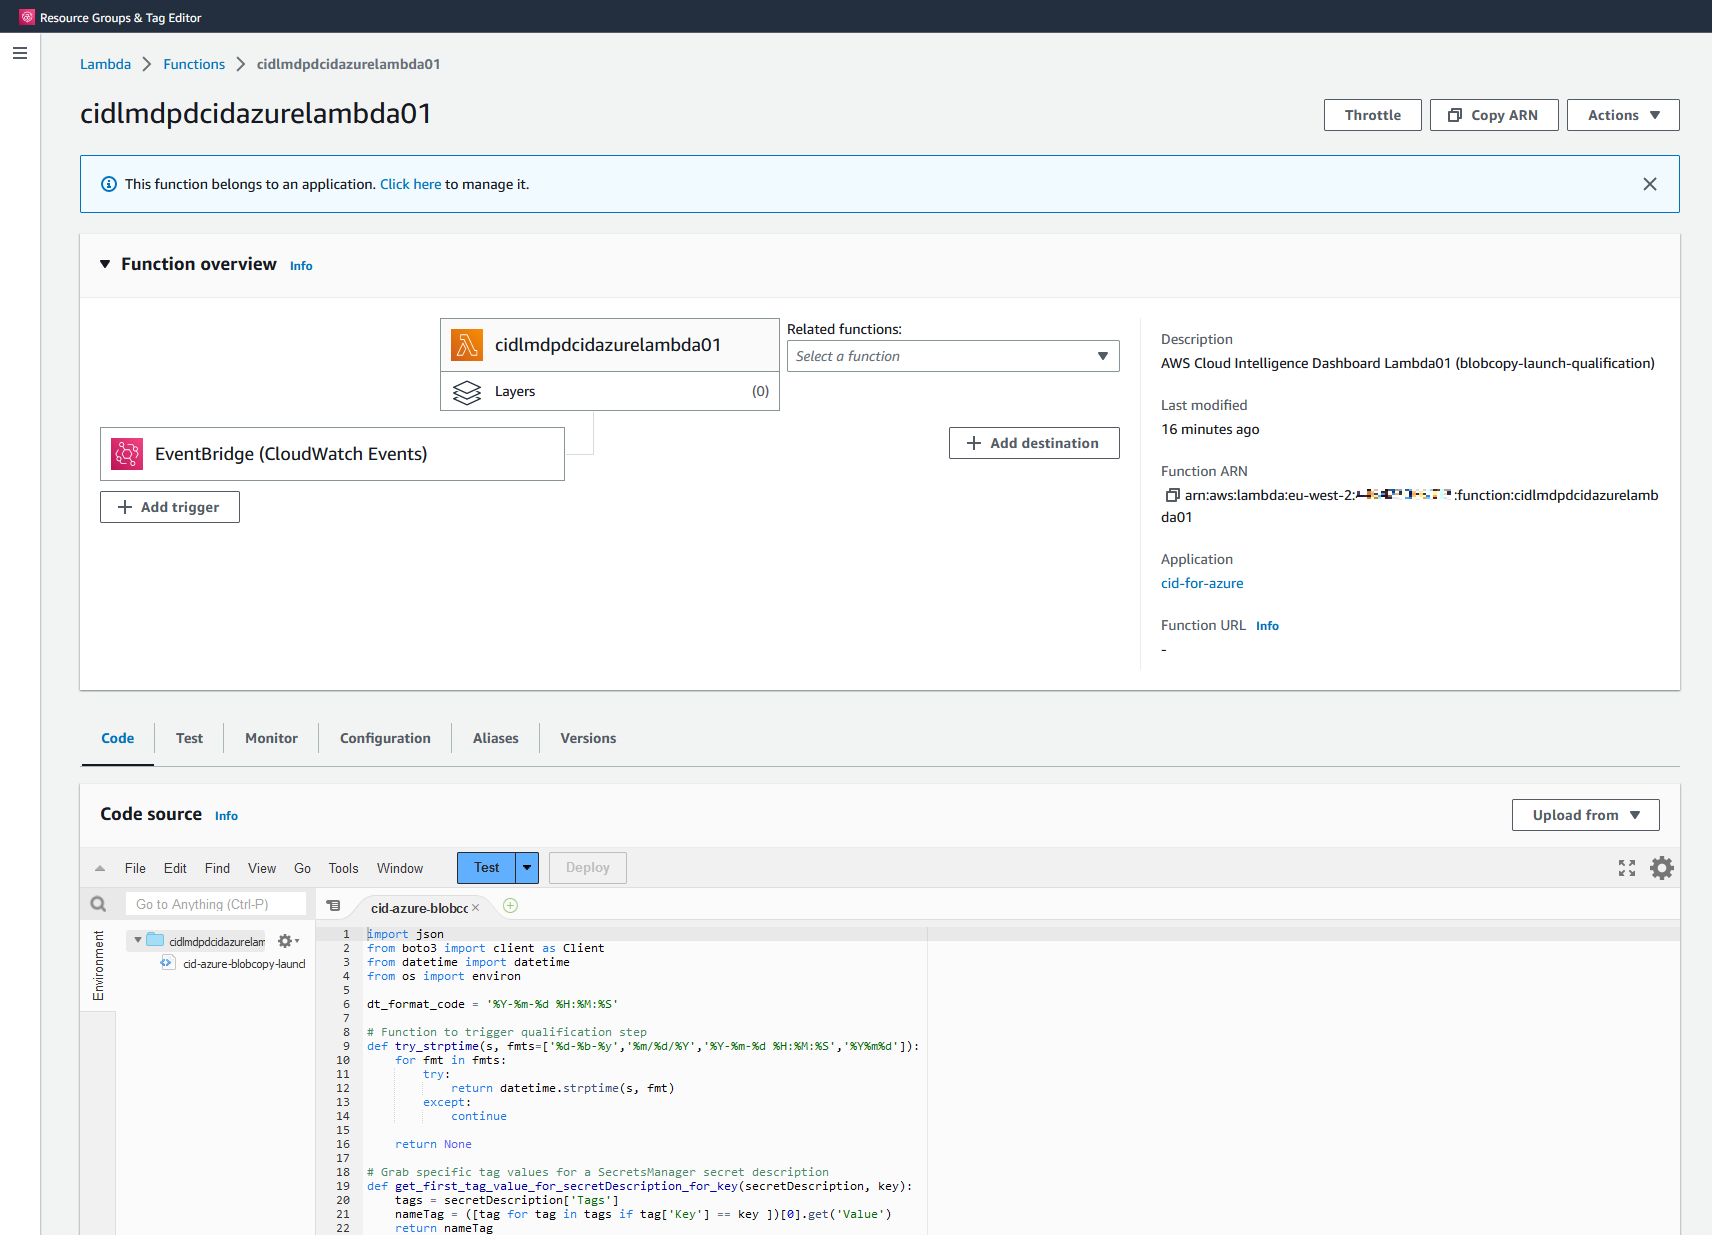 Resource Groups & Tag Editor
Lambda > Functions > cidlmdpdcidazurelambda01
cidlmdpdcidazurelambda01
Throttle
Copy ARN
Actions
This function belongs to an application. Click here to manage it.
Function overview Info
cidlmdpdcidazurelambda01
Layers (0)
EventBridge (CloudWatch Events)
Add trigger
Related functions:
Select a function
Add destination
Description
AWS Cloud Intelligence Dashboard Lambda01 (blobcopy-launch-qualification)
Last modified
16 minutes ago
Function ARN
arn:aws:lambda:eu-west-2: :function:cidlmdpdcidazurelamb
da01
Application
cid-for-azure
Function URL Info
-
Code Test Monitor Configuration Aliases Versions
Code source Info
Upload from
File Edit Find View Go Tools Window Test Deploy
Go to Anything (Ctrl-P)
cid-azure-blobcc
Environment
cidlmdpdcidazurelam
cid-azure-blobcopy-launcl
1 import json
2 from boto3 import client as Client
3 from datetime import datetime
4 from os import environ
5
6 dt_format_code = '%Y-%m-%d %H:%M:%S'
7
8 # Function to trigger qualification step
9 def try_strptime(s, fmts=['%d-%b-%y','%m/%d/%Y','%Y-%m-%d %H:%M:%S','%Y%m%d']):
10 for fmt in fmts:
11 try:
12 return datetime.strptime(s, fmt)
13 except:
14 continue
15
16 return None
17
18 # Grab specific tag values for a SecretsManager secret description
19 def get_first_tag_value_for_secretDescription_for_key(secretDescription, key):
20 tags = secretDescription['Tags']
21 nameTag = ([tag for tag in tags if tag['Key'] == key ])[0].get('Value')
22 return nameTag